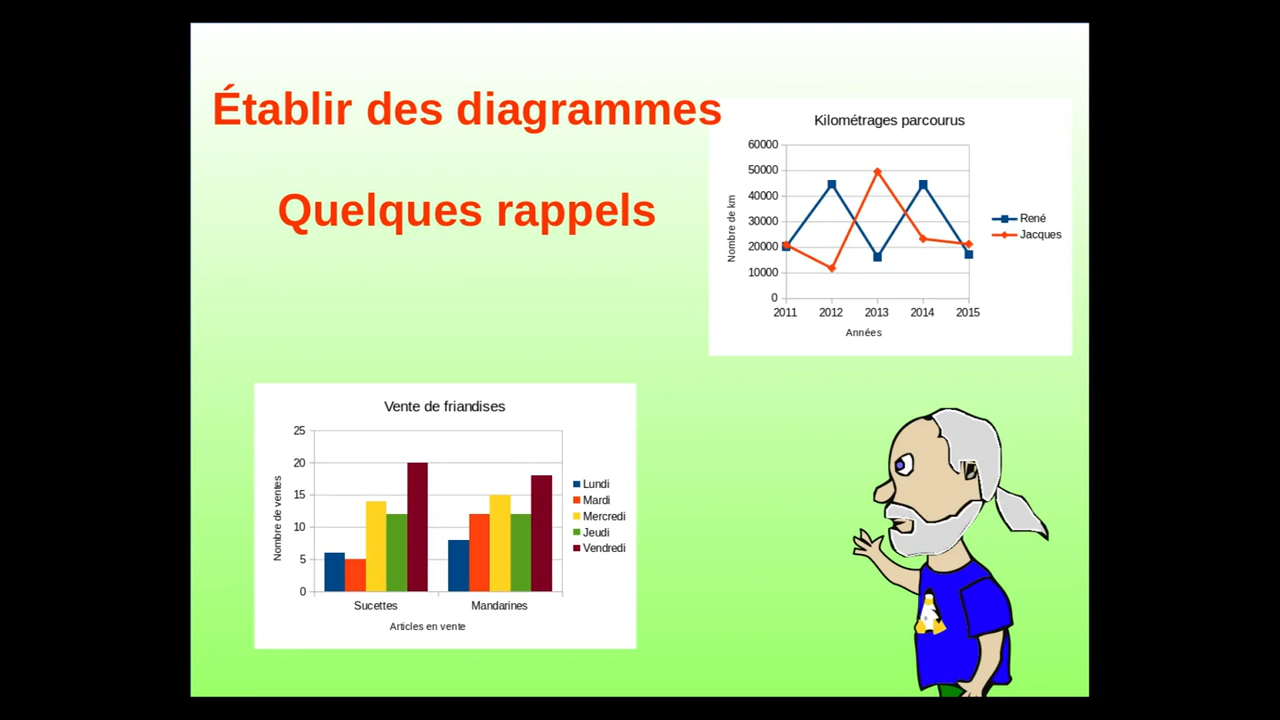 Établir des diagrammes
Quelques rappels
Kilométrages parcourus
60000
50000
40000
30000
20000
10000
0
Nombre de km
2011 2012 2013 2014 2015
Années
René
Jacques
Vente de friandises
25
20
15
10
5
0
Nombre de ventes
Sucettes Mandarines
Articles en vente
Lundi
Mardi
Mercredi
Jeudi
Vendredi